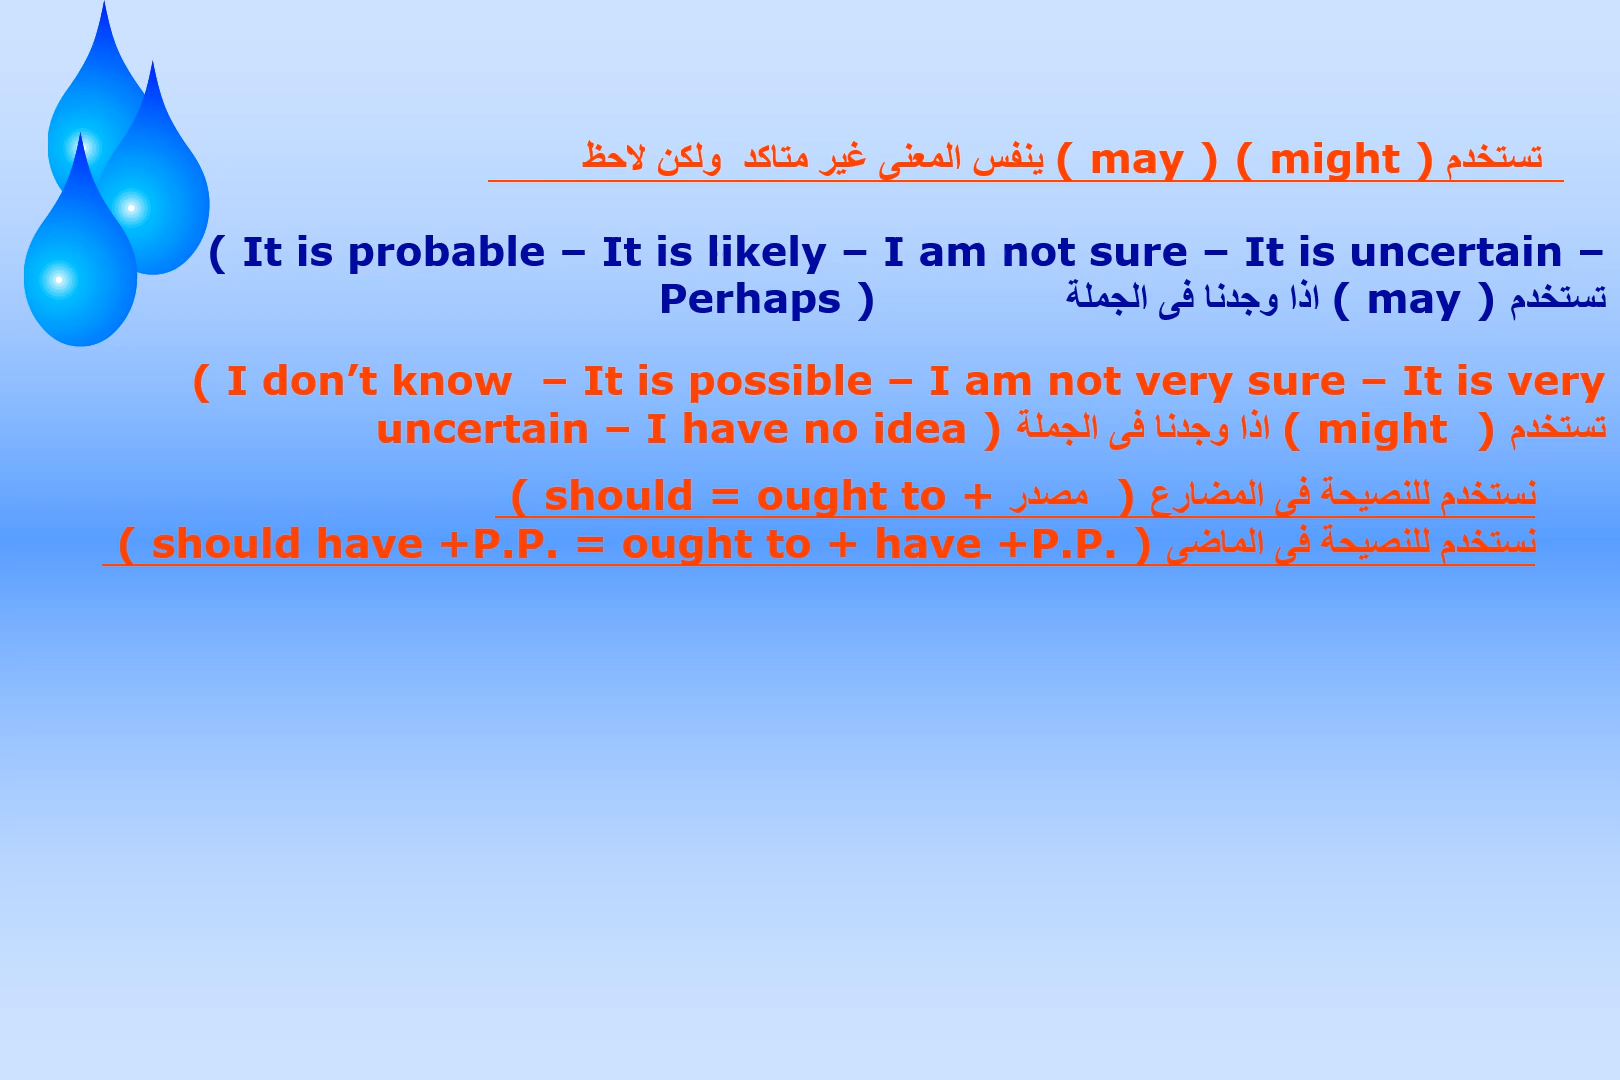 تستخدم ( might ) ( may ) ينفس المعنى غير متاكد ولكن لاحظ
( It is probable – It is likely – I am not sure – It is uncertain –
تستخدم ( may ) اذا وجدنا فى الجملة Perhaps )
( I don’t know – It is possible – I am not very sure – It is very
تستخدم ( might ) اذا وجدنا فى الجملة uncertain – I have no idea )
نستخدم للنصيحة فى المضارع ( should = ought to + مصدر )
نستخدم للنصيحة فى الماضى ( should have +P.P. = ought to + have +P.P. )